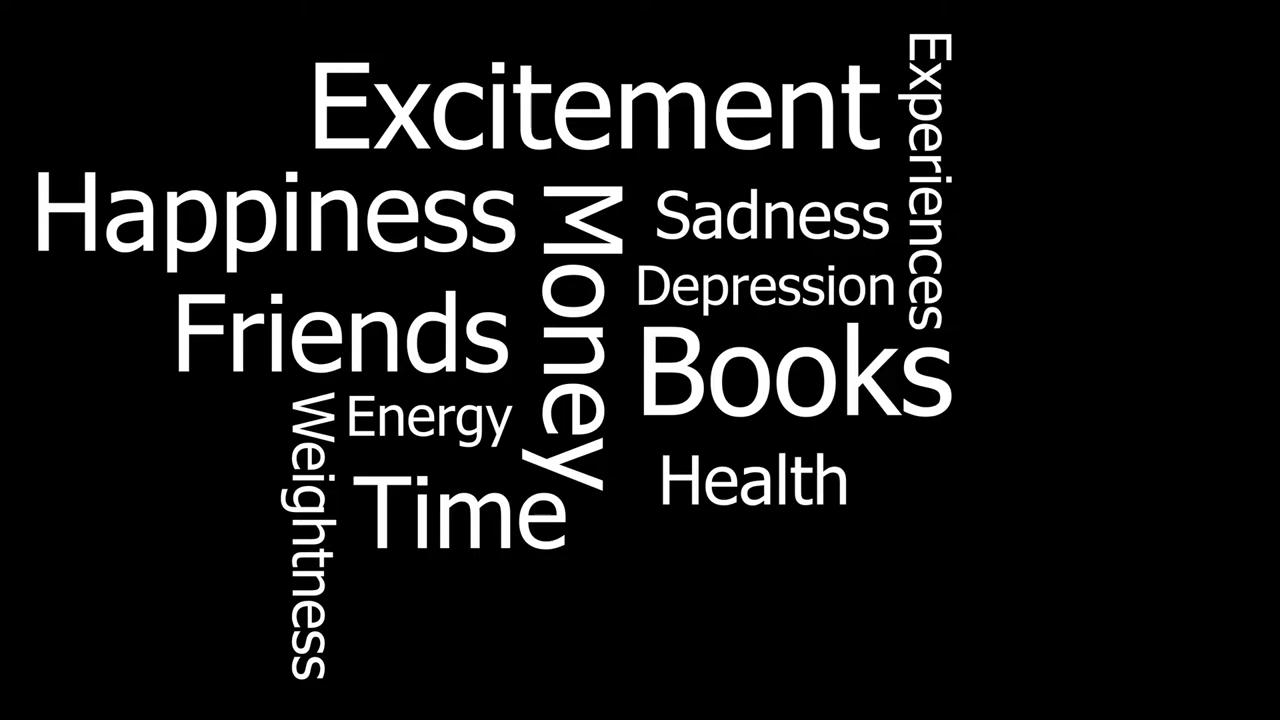 Excitement
Experiences
Happiness
Money
Sadness
Depression
Friends
Books
Weightness
Energy
Health
Time